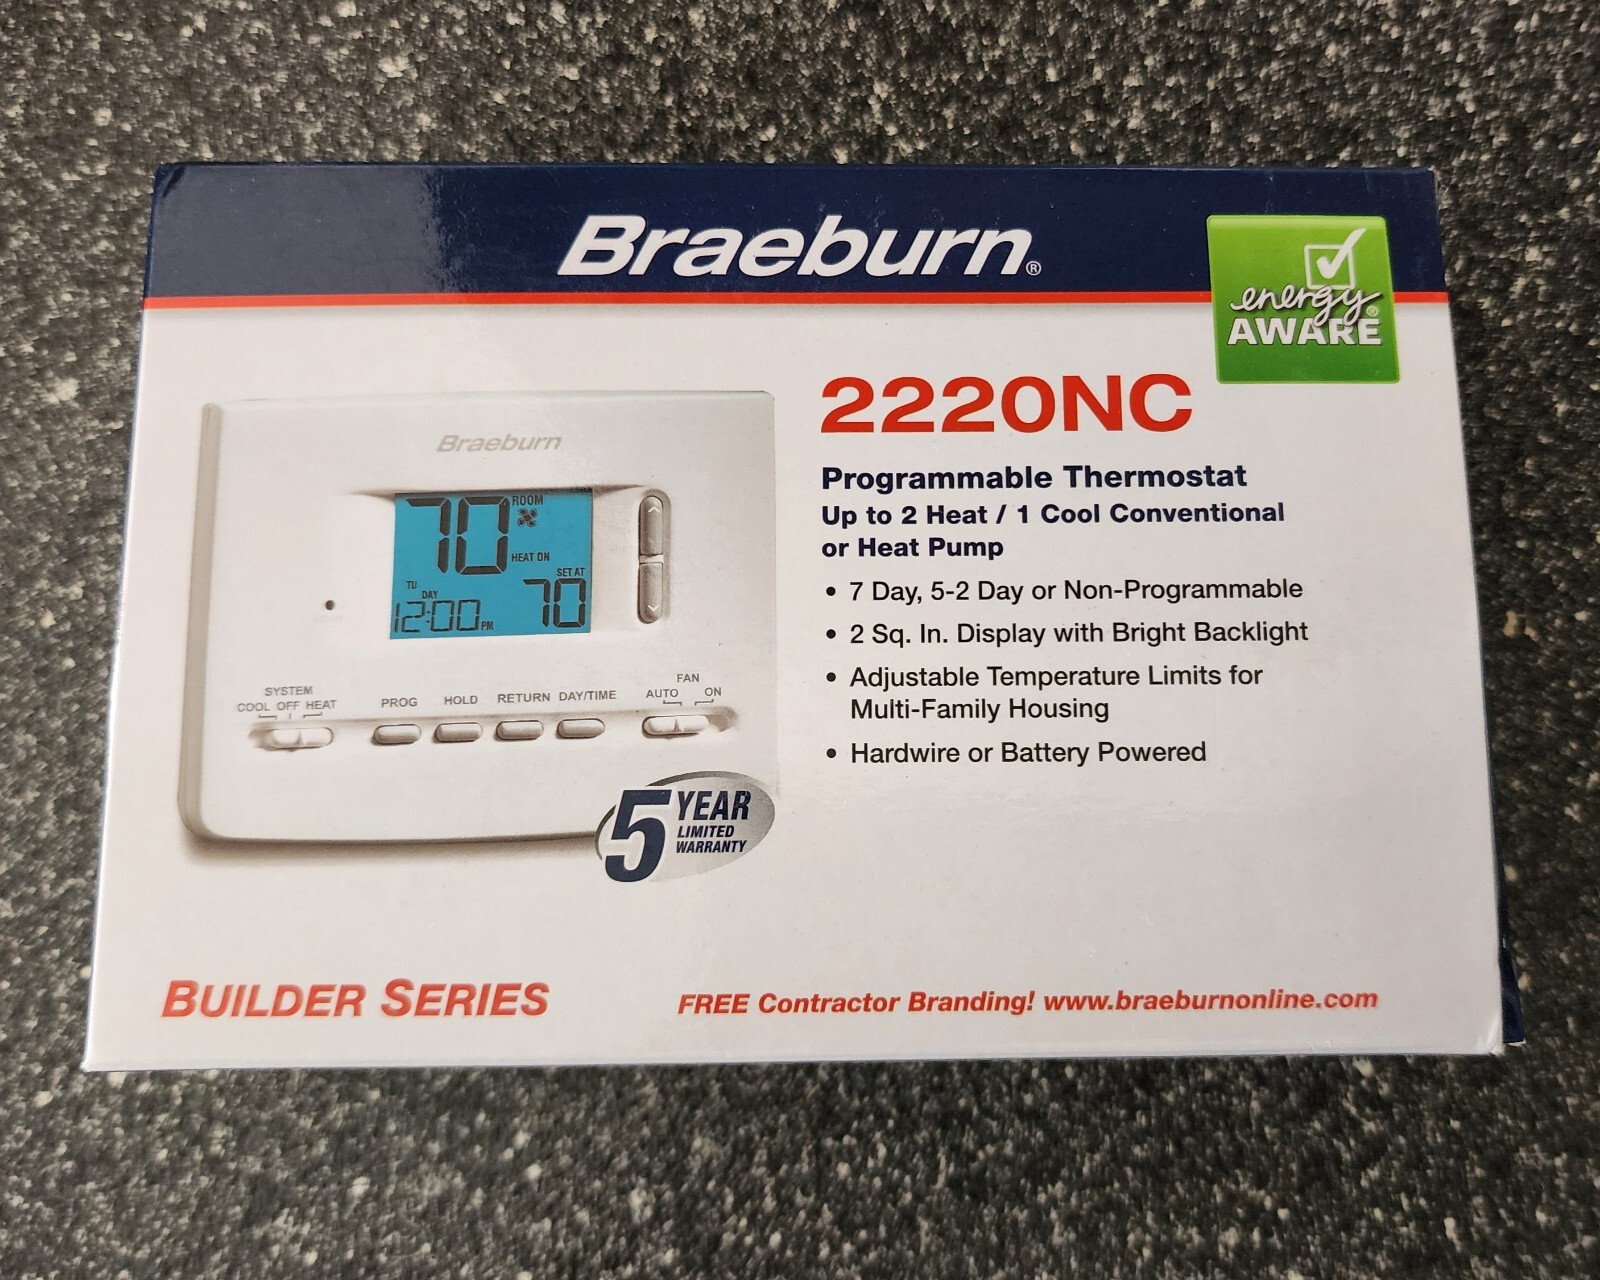 Braeburn®
energy®
AWARE
2220NC
Programmable Thermostat
Up to 2 Heat / 1 Cool Conventional
or Heat Pump
• 7 Day, 5-2 Day or Non-Programmable
• 2 Sq. In. Display with Bright Backlight
• Adjustable Temperature Limits for
Multi-Family Housing
• Hardwire or Battery Powered
Braeburn
70 ROOM
HEAT ON
SET AT
70
TU
DAY
12:00 PM
SYSTEM
COOL OFF HEAT
PROG
HOLD
RETURN
DAY/TIME
FAN
AUTO ON
5 YEAR
LIMITED
WARRANTY
BUILDER SERIES
FREE Contractor Branding! www.braeburnonline.com